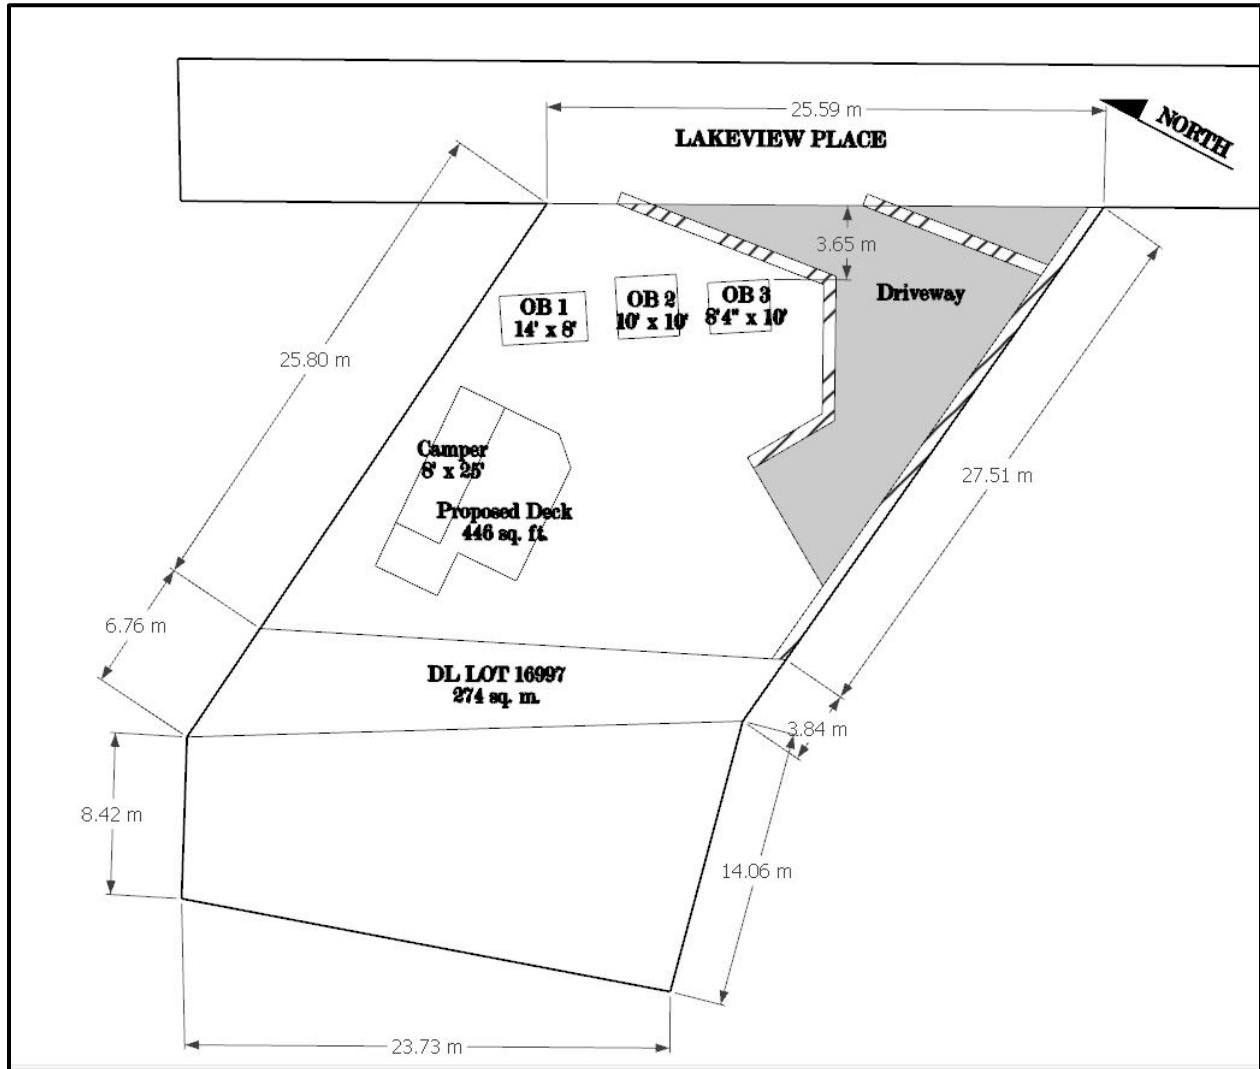 25.59 m
LAKEVIEW PLACE
NORTH
3.65 m
Driveway
OB 1
14' x 8'
OB 2
10' x 10'
OB 3
8'4" x 10'
25.80 m
Camper
8' x 25'
Proposed Deck
446 sq. ft.
27.51 m
6.76 m
DL LOT 16997
274 sq. m.
3.84 m
8.42 m
14.06 m
23.73 m